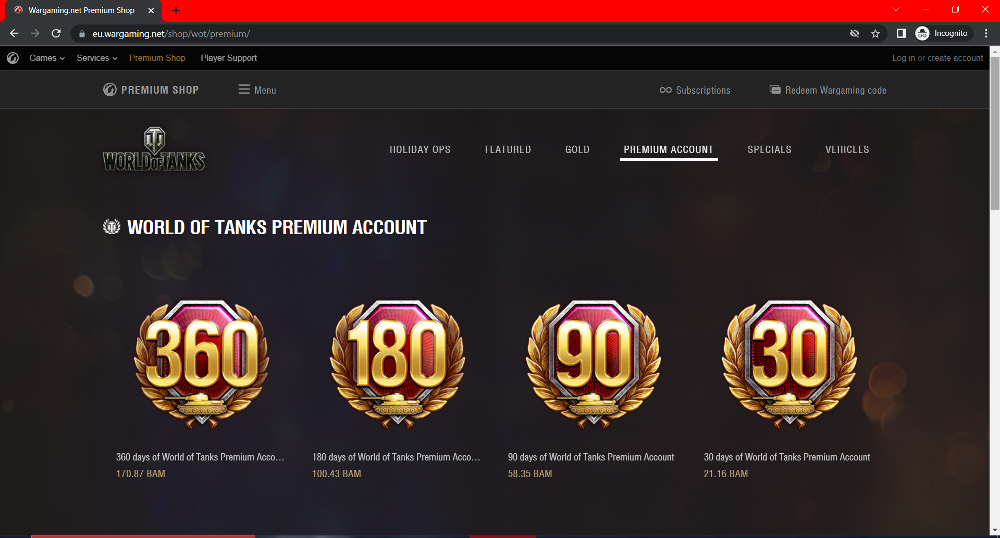 Wargaming.net Premium Shop
eu.wargaming.net/shop/wot/premium/
Incognito
Games Services Premium Shop Player Support Log in or create account
PREMIUM SHOP Menu Subscriptions Redeem Wargaming code
WORLD OF TANKS
HOLIDAY OPS FEATURED GOLD PREMIUM ACCOUNT SPECIALS VEHICLES
WORLD OF TANKS PREMIUM ACCOUNT
360 180 90 30
360 days of World of Tanks Premium Acco...
170.87 BAM
180 days of World of Tanks Premium Acco...
100.43 BAM
90 days of World of Tanks Premium Account
58.35 BAM
30 days of World of Tanks Premium Account
21.16 BAM